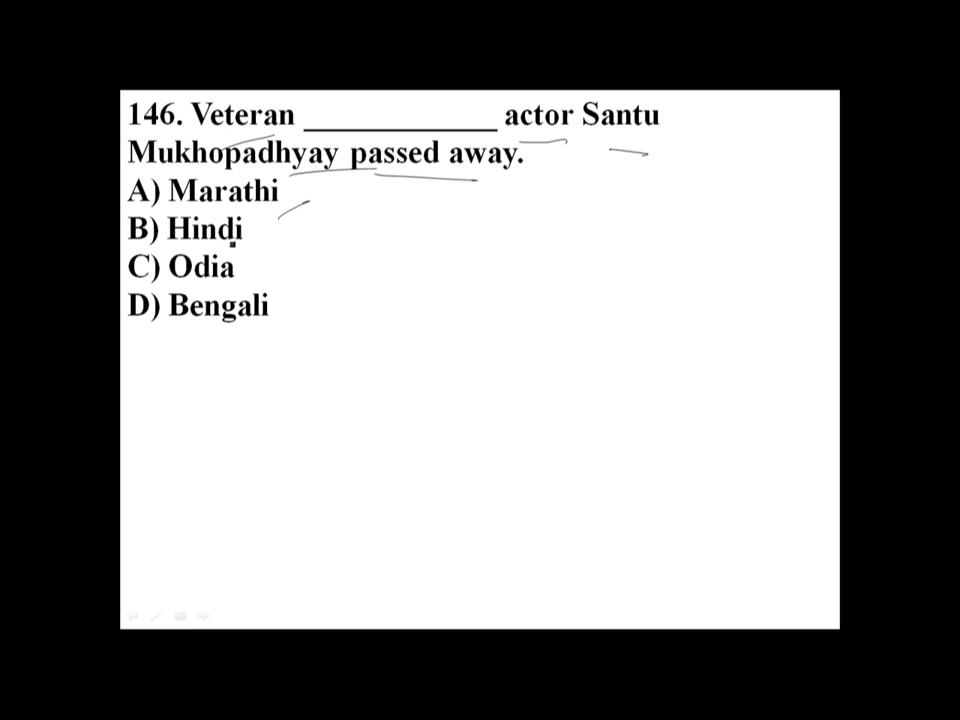 146. Veteran ____________ actor Santu
Mukhopadhyay passed away.
A) Marathi
B) Hindi
C) Odia
D) Bengali